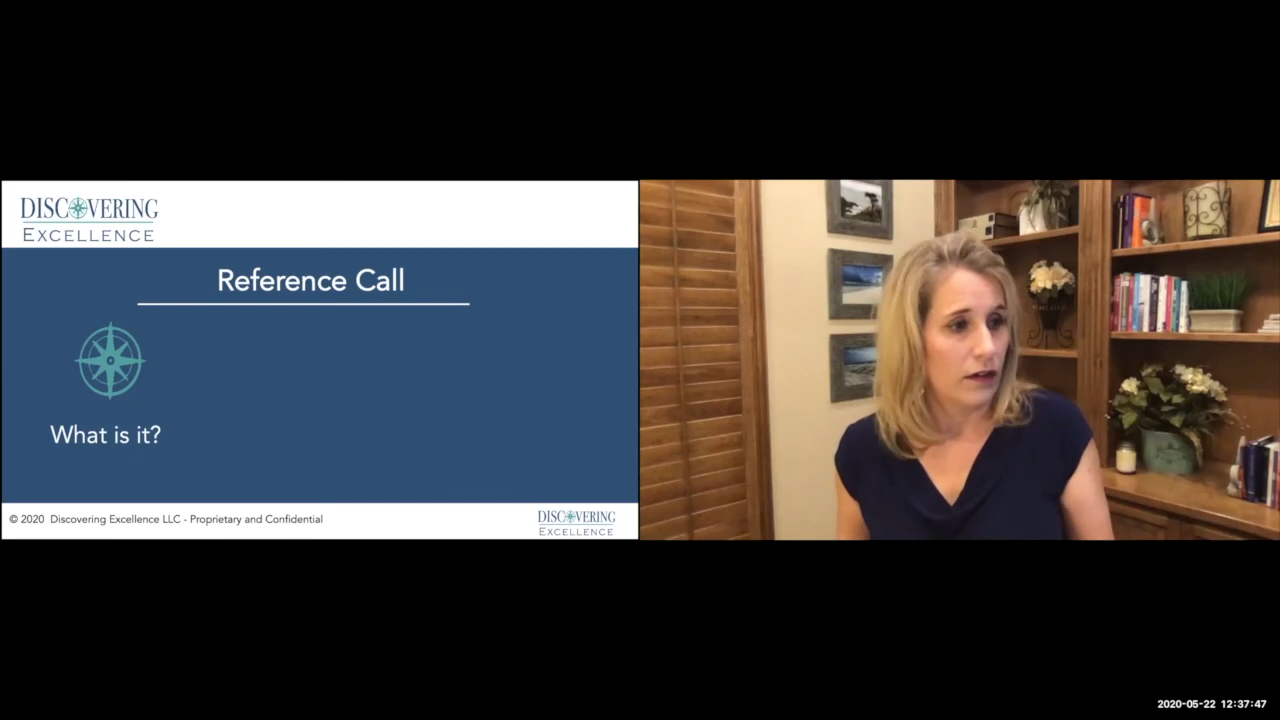 DISCOVERING
EXCELLENCE
Reference Call
What is it?
© 2020 Discovering Excellence LLC - Proprietary and Confidential
DISCOVERING
EXCELLENCE
2020-05-22 12:37:47